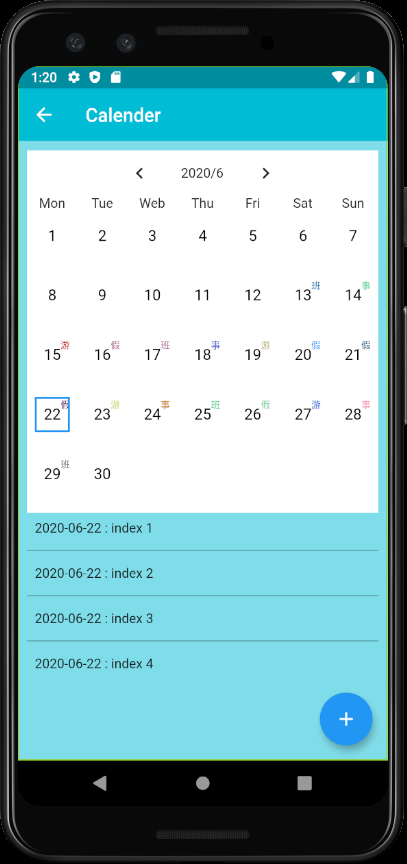 1:20
Calender
2020/6
Mon Tue Web Thu Fri Sat Sun
1 2 3 4 5 6 7
8 9 10 11 12 13 班 14 事
15 游 16 假 17 班 18 事 19 游 20 假 21 假
22 假 23 游 24 事 25 班 26 假 27 游 28 事
29 班 30
2020-06-22 : index 1
2020-06-22 : index 2
2020-06-22 : index 3
2020-06-22 : index 4